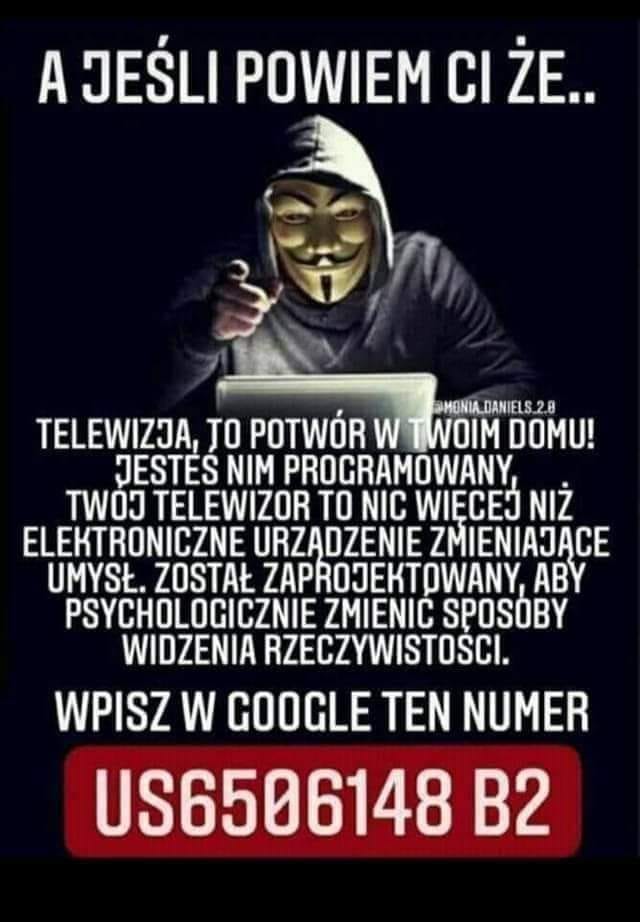 A JEŚLI POWIEM CI ŻE..
@MONIA_DANIELS_2.0
TELEWIZJA, TO POTWÓR W TWOIM DOMU!
JESTEŚ NIM PROGRAMOWANY,
TWÓJ TELEWIZOR TO NIC WIĘCEJ NIŻ
ELEKTRONICZNE URZĄDZENIE ZMIENIAJĄCE
UMYSŁ. ZOSTAŁ ZAPROJEKTOWANY, ABY
PSYCHOLOGICZNIE ZMIENIĆ SPOSOBY
WIDZENIA RZECZYWISTOŚCI.
WPISZ W GOOGLE TEN NUMER
US6506148 B2